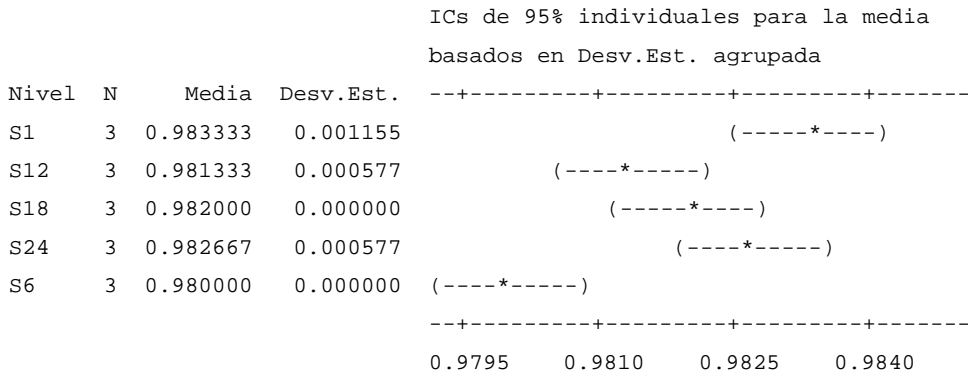 ICs de 95% individuales para la media
basados en Desv.Est. agrupada
Nivel  N     Media  Desv.Est.  --+---------+---------+---------+-------
S1     3  0.983333   0.001155                        (-----*----)
S12    3  0.981333   0.000577           (----*-----)
S18    3  0.982000   0.000000               (-----*----)
S24    3  0.982667   0.000577                    (----*-----)
S6     3  0.980000   0.000000  (----*-----)
--+---------+---------+---------+-------
0.9795    0.9810    0.9825    0.9840